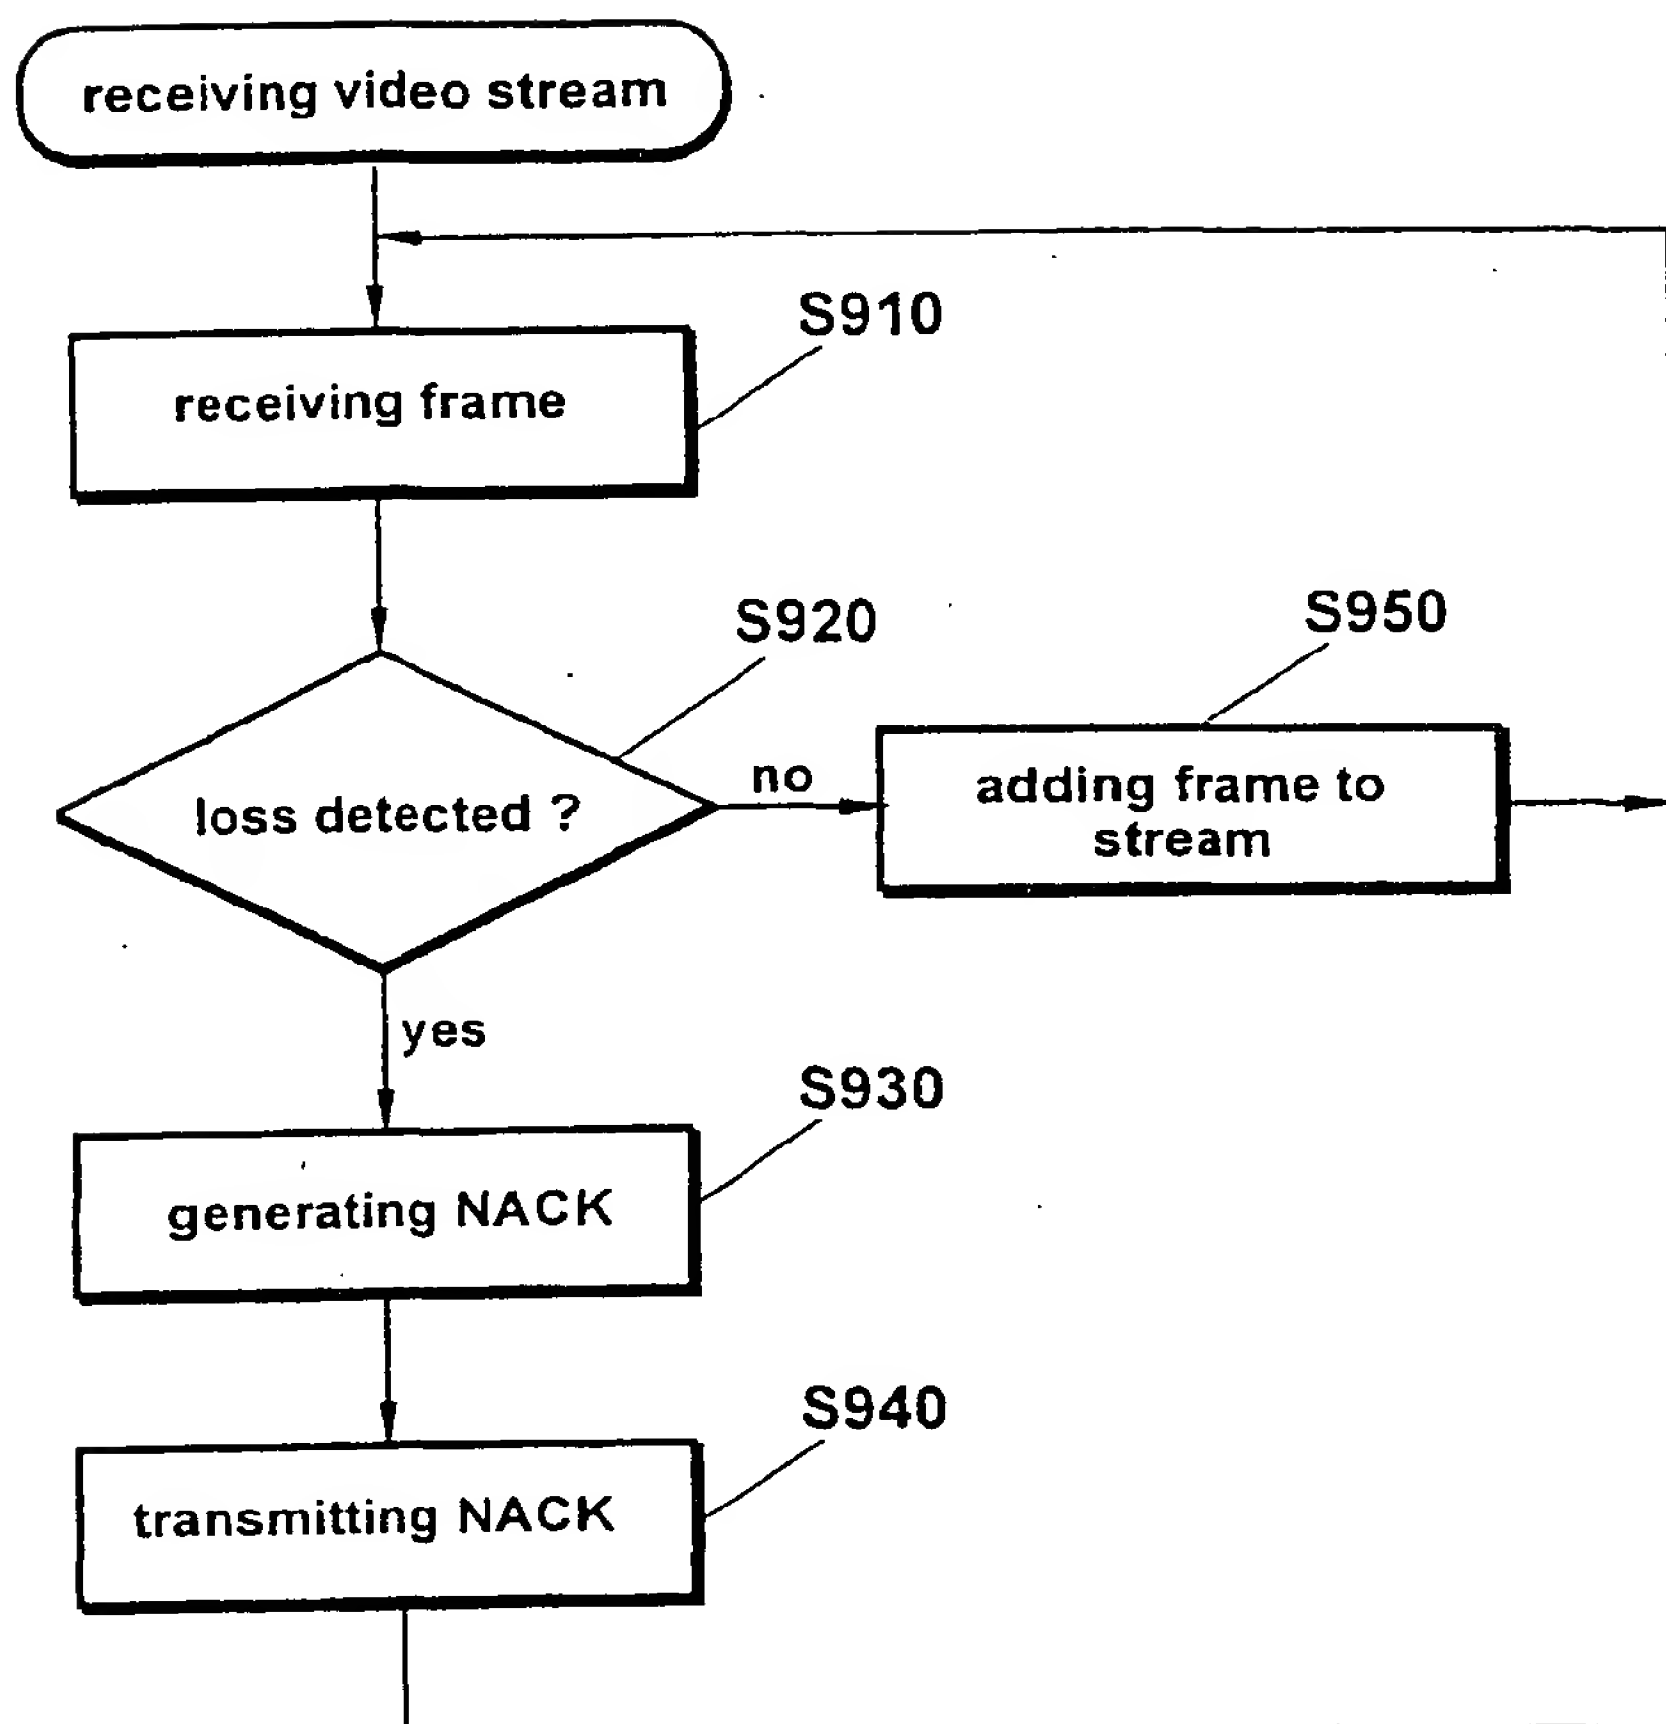 receiving video stream
S910
receiving frame
S920
S950
loss detected ?
no
adding frame to
stream
yes
S930
generating NACK
S940
transmitting NACK